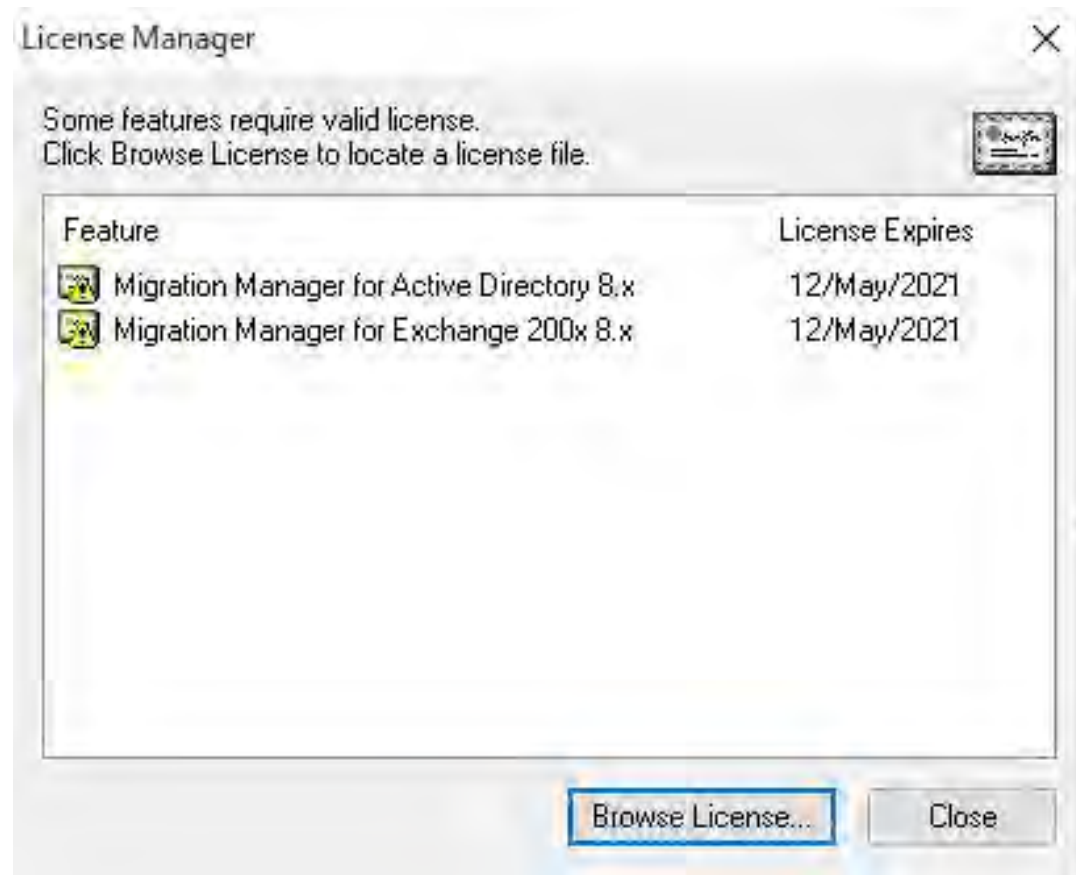 License Manager
Some features require valid license.
Click Browse License to locate a license file.
Feature License Expires
Migration Manager for Active Directory 8.x 12/May/2021
Migration Manager for Exchange 200x 8.x 12/May/2021
Browse License... Close